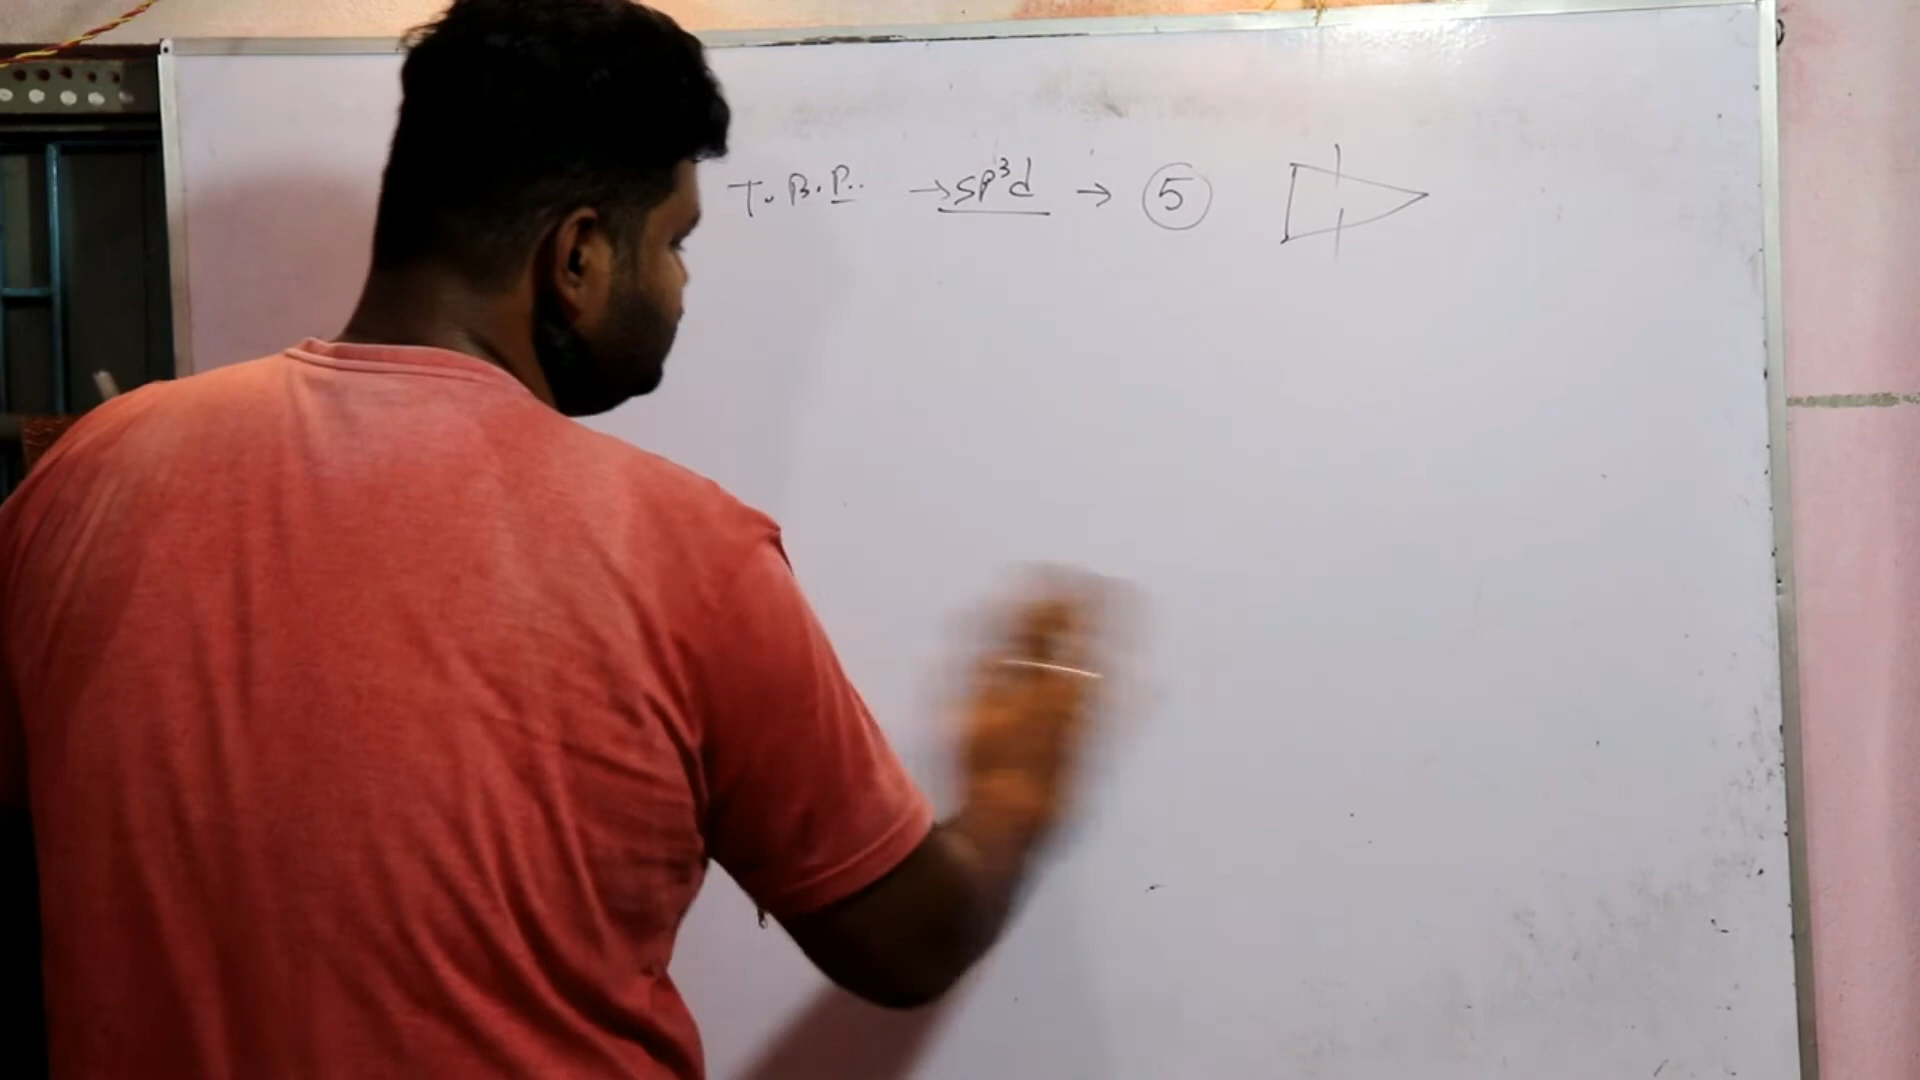 T.B.P. → sp³d → 5